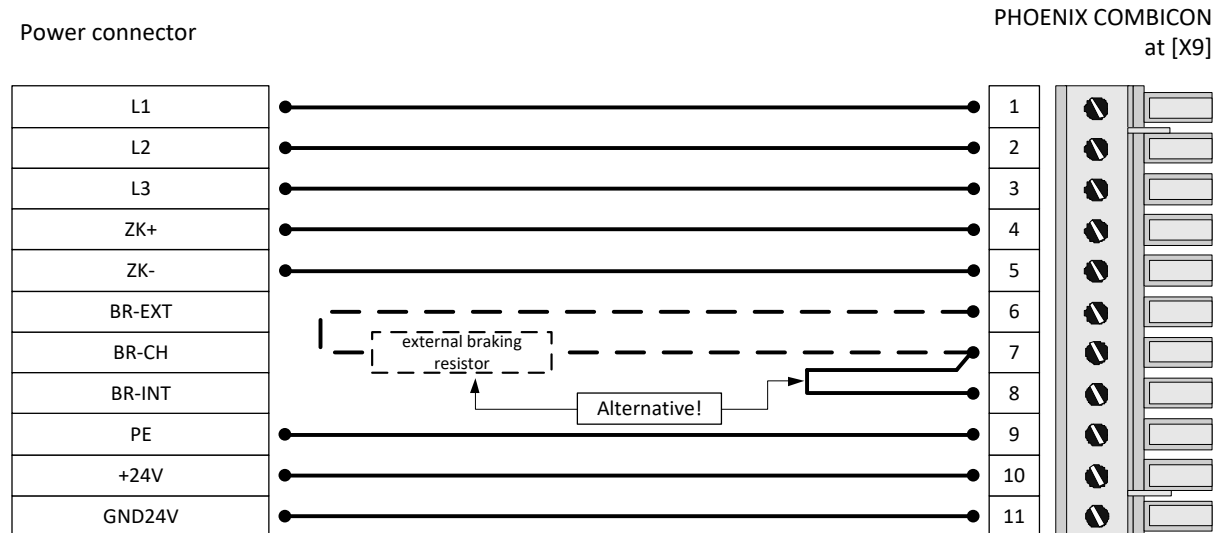 Power connector
PHOENIX COMBICON
at [X9]
L1
1
L2
2
L3
3
ZK+
4
ZK-
5
BR-EXT
6
BR-CH
external braking
resistor
7
BR-INT
Alternative!
8
PE
9
+24V
10
GND24V
11